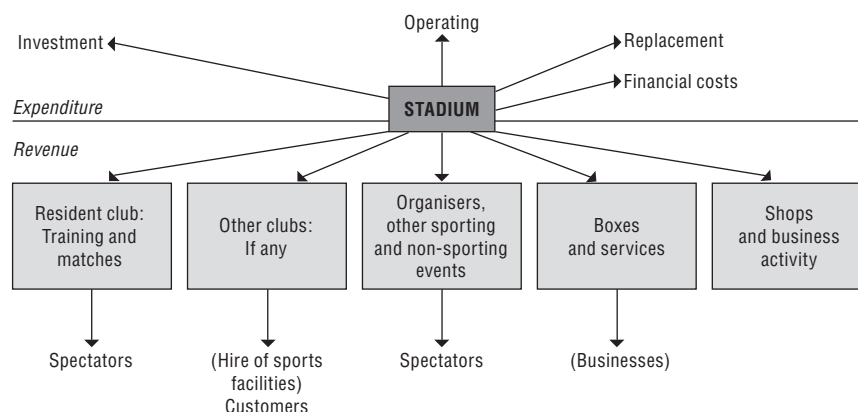 Operating
Investment
Replacement
Financial costs
STADIUM
Expenditure
Revenue
Resident club:
Training and
matches
Other clubs:
If any
Organisers,
other sporting
and non-sporting
events
Boxes
and services
Shops
and business
activity
Spectators
(Hire of sports
facilities)
Customers
Spectators
(Businesses)